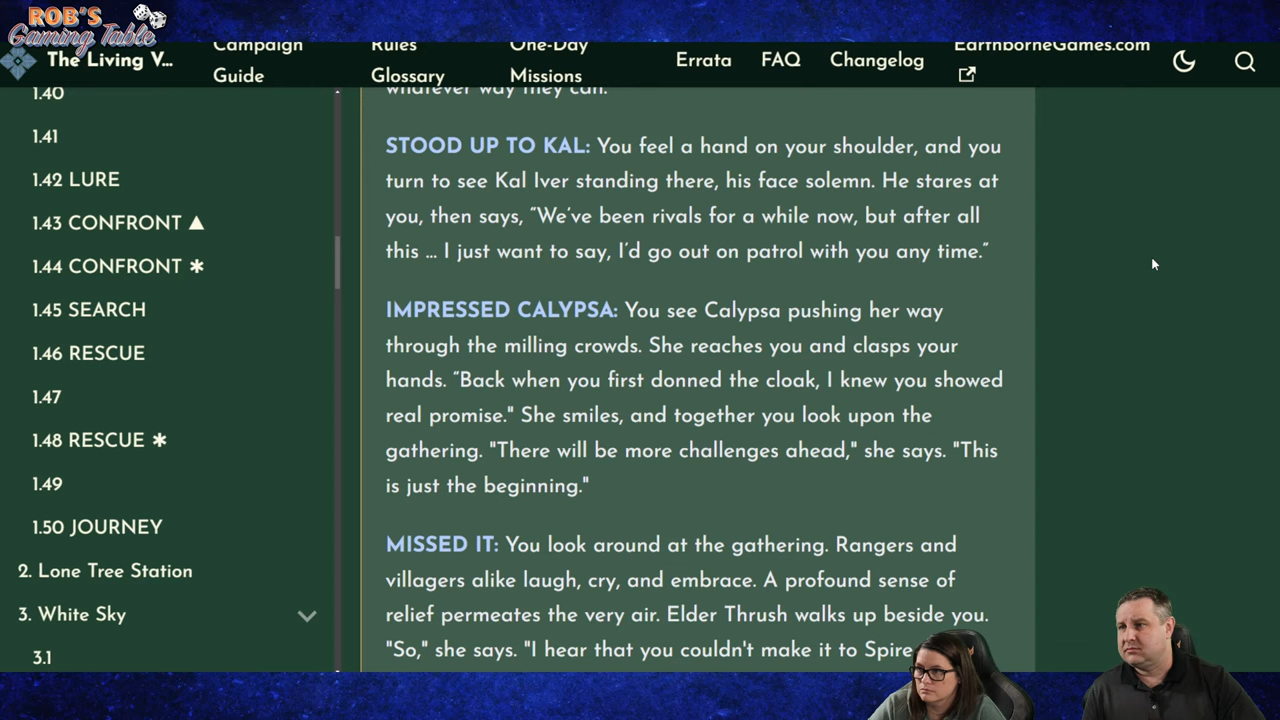 ROB'S
Gaming Table
The Living V...
Campaign
Guide
Rules
Glossary
One-Day
Missions
Errata
FAQ
Changelog
EarthborneGames.com
1.40
1.41
1.42 LURE
1.43 CONFRONT ▲
1.44 CONFRONT ✱
1.45 SEARCH
1.46 RESCUE
1.47
1.48 RESCUE ✱
1.49
1.50 JOURNEY
2. Lone Tree Station
3. White Sky
3.1
whatever way they can.
STOOD UP TO KAL: You feel a hand on your shoulder, and you
turn to see Kal Iver standing there, his face solemn. He stares at
you, then says, “We’ve been rivals for a while now, but after all
this ... I just want to say, I’d go out on patrol with you any time.”
IMPRESSED CALYPSA: You see Calypsa pushing her way
through the milling crowds. She reaches you and clasps your
hands. “Back when you first donned the cloak, I knew you showed
real promise." She smiles, and together you look upon the
gathering. "There will be more challenges ahead," she says. "This
is just the beginning."
MISSED IT: You look around at the gathering. Rangers and
villagers alike laugh, cry, and embrace. A profound sense of
relief permeates the very air. Elder Thrush walks up beside you.
"So," she says. "I hear that you couldn't make it to Spire